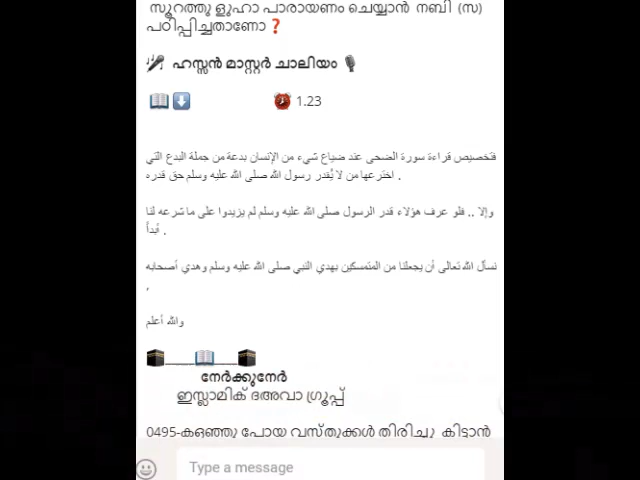 സൂറത്തു ളുഹാ പാരായണം ചെയ്യാൻ നബി (സ)
പഠിപ്പിച്ചതാണോ❓
🎤 ഹസ്സൻ മാസ്റ്റർ ചാലിയം 🎙
📖⬇ ⏰ 1.23
فتخصيص قراءة سورة الضحى عند ضياع شيء من الإنسان بدعة من جملة البدع التي
اخترعها من لا يُقدر رسول الله صلى الله عليه وسلم حق قدره .
وإلا .. فلو عرف هؤلاء قدر الرسول صلى الله عليه وسلم لم يزيدوا على ما شرعه لنا
أبداً .
نسأل الله تعالى أن يجعلنا من المتمسكين بهدي النبي صلى الله عليه وسلم وهدي أصحابه
,
والله أعلم
🕋______📖______🕋
നേർക്കുനേർ
ഇസ്ലാമിക് ദഅവാ ഗ്രൂപ്പ്
0495-കളഞ്ഞു പോയ വസ്തുക്കൾ തിരിച്ചു കിട്ടാൻ
Type a message